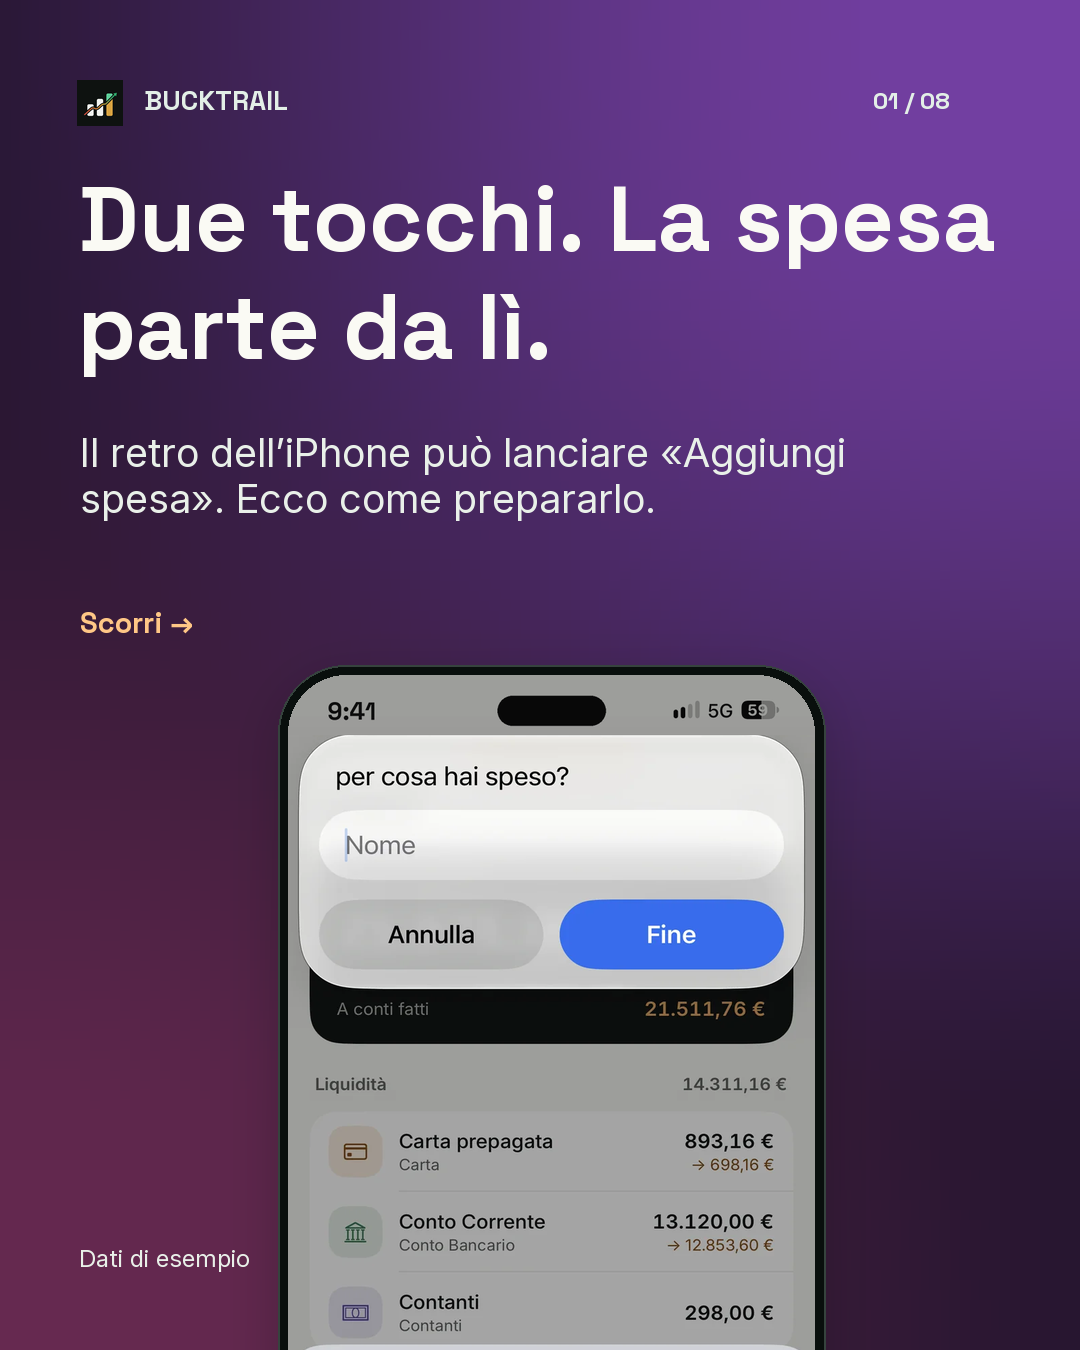 BUCKTRAIL
01 / 08
Due tocchi. La spesa
parte da lì.
Il retro dell’iPhone può lanciare «Aggiungi
spesa». Ecco come prepararlo.
Scorri →
9:41
5G 59
per cosa hai speso?
Nome
Annulla
Fine
A conti fatti 21.511,76 €
Liquidità 14.311,16 €
Carta prepagata 893,16 €
Carta → 698,16 €
Conto Corrente 13.120,00 €
Conto Bancario → 12.853,60 €
Contanti 298,00 €
Contanti
Dati di esempio